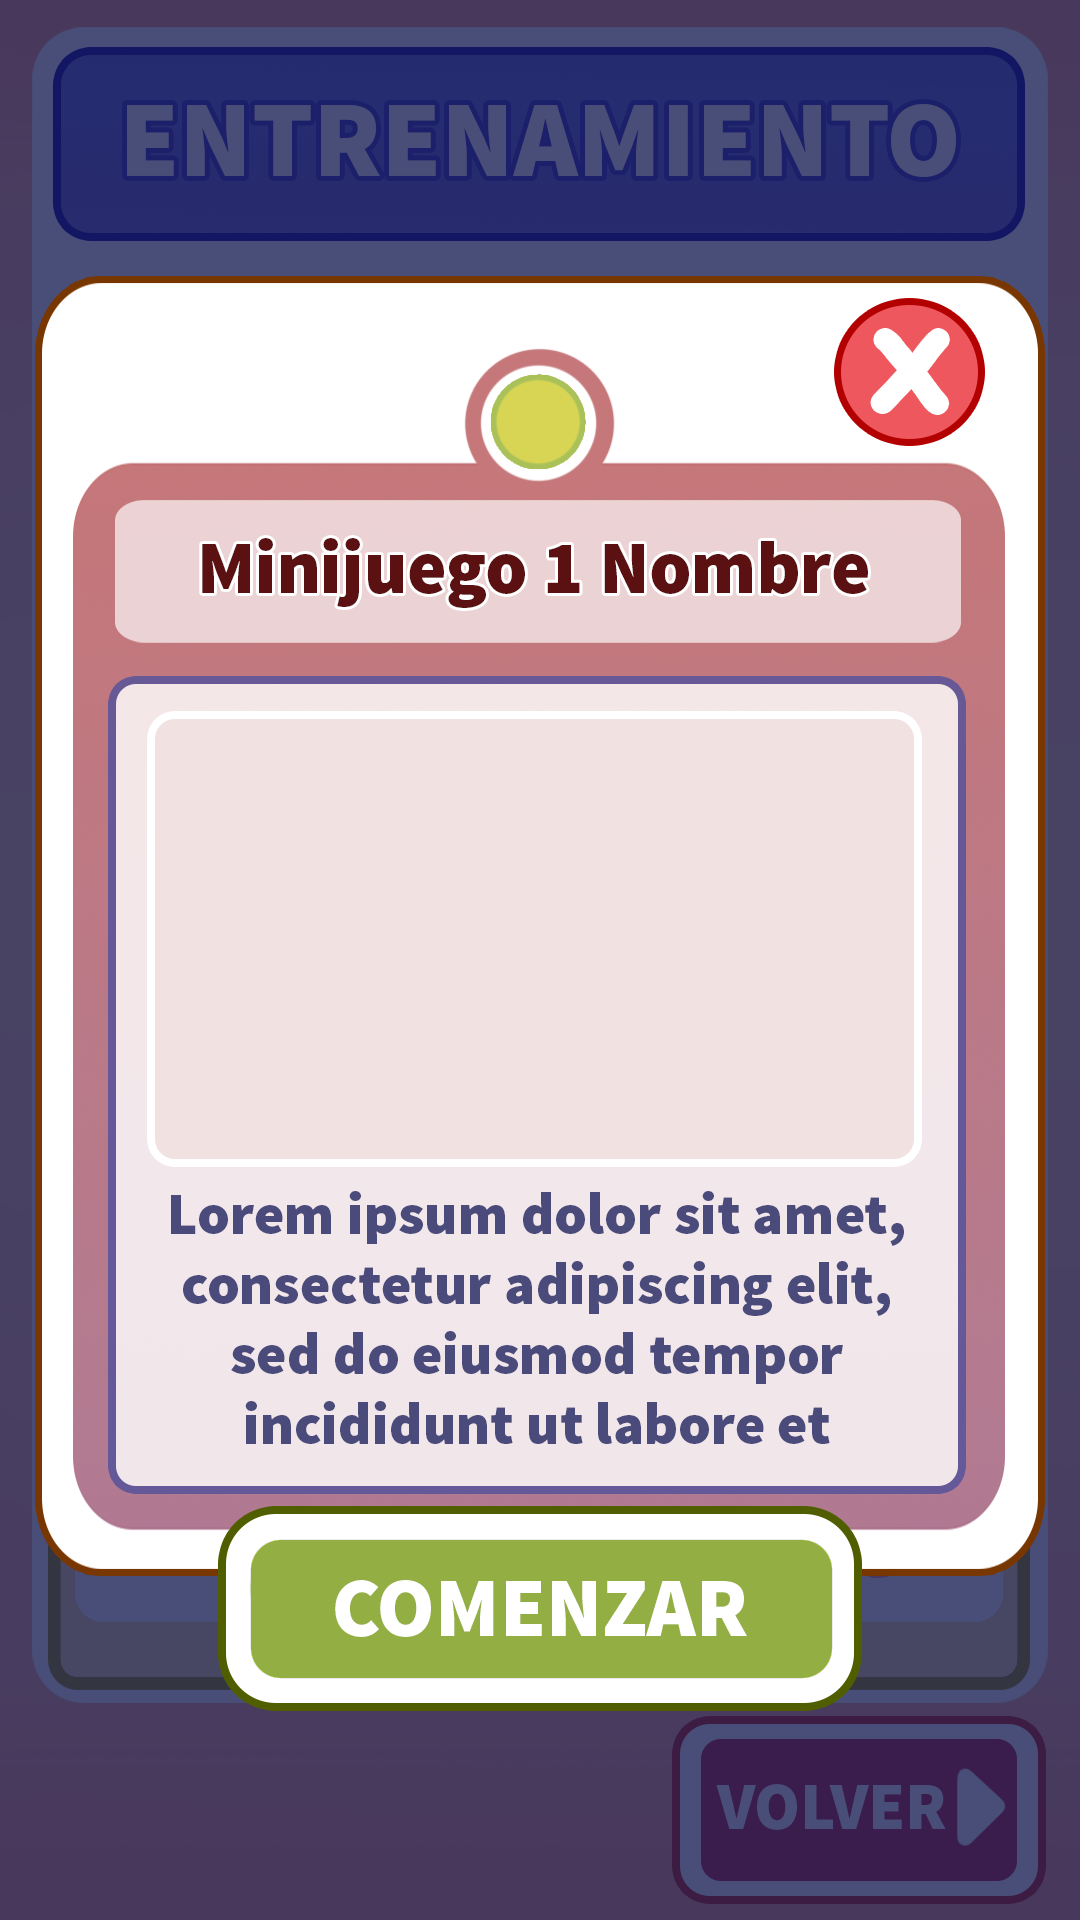 ENTRENAMIENTO
Minijuego 1 Nombre
Lorem ipsum dolor sit amet,
consectetur adipiscing elit,
sed do eiusmod tempor
incididunt ut labore et
COMENZAR
VOLVER